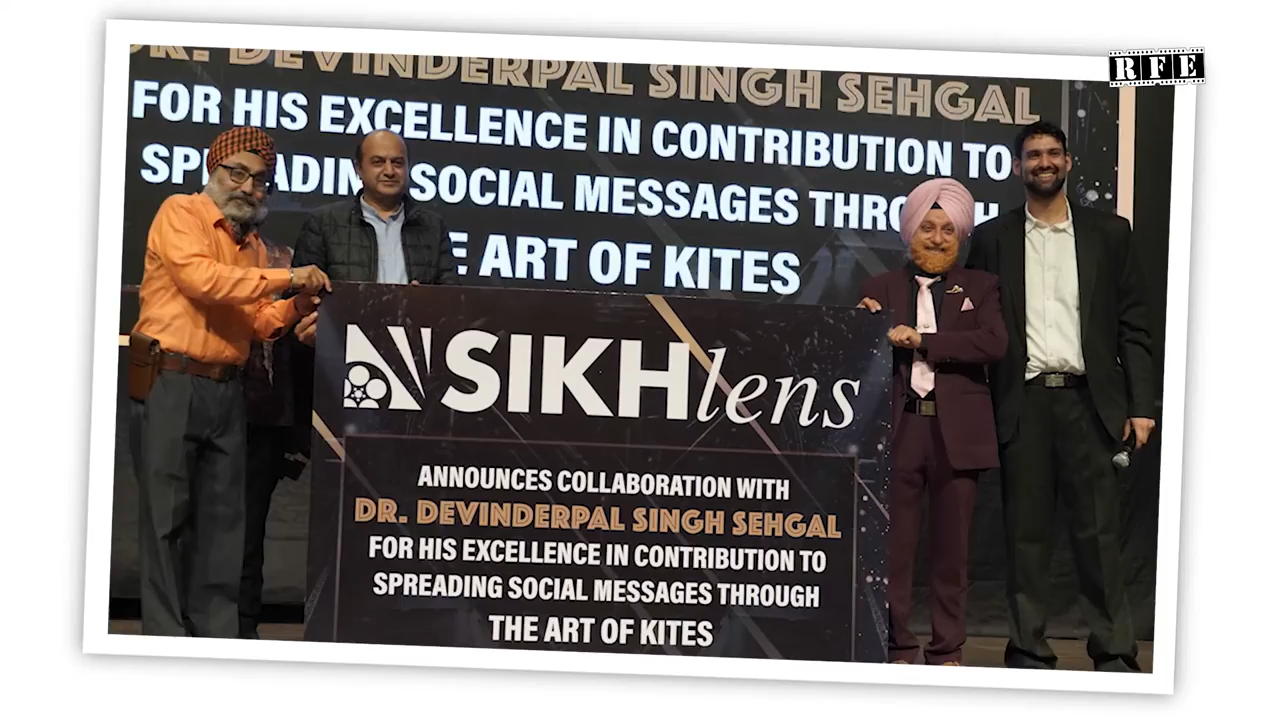 RFE
DR. DEVINDERPAL SINGH SEHGAL
FOR HIS EXCELLENCE IN CONTRIBUTION TO
SOCIAL MESSAGES
THE ART OF KITES
SIKHlens
ANNOUNCES COLLABORATION WITH
DR. DEVINDERPAL SINGH SEHGAL
FOR HIS EXCELLENCE IN CONTRIBUTION TO
SPREADING SOCIAL MESSAGES THROUGH
THE ART OF KITES